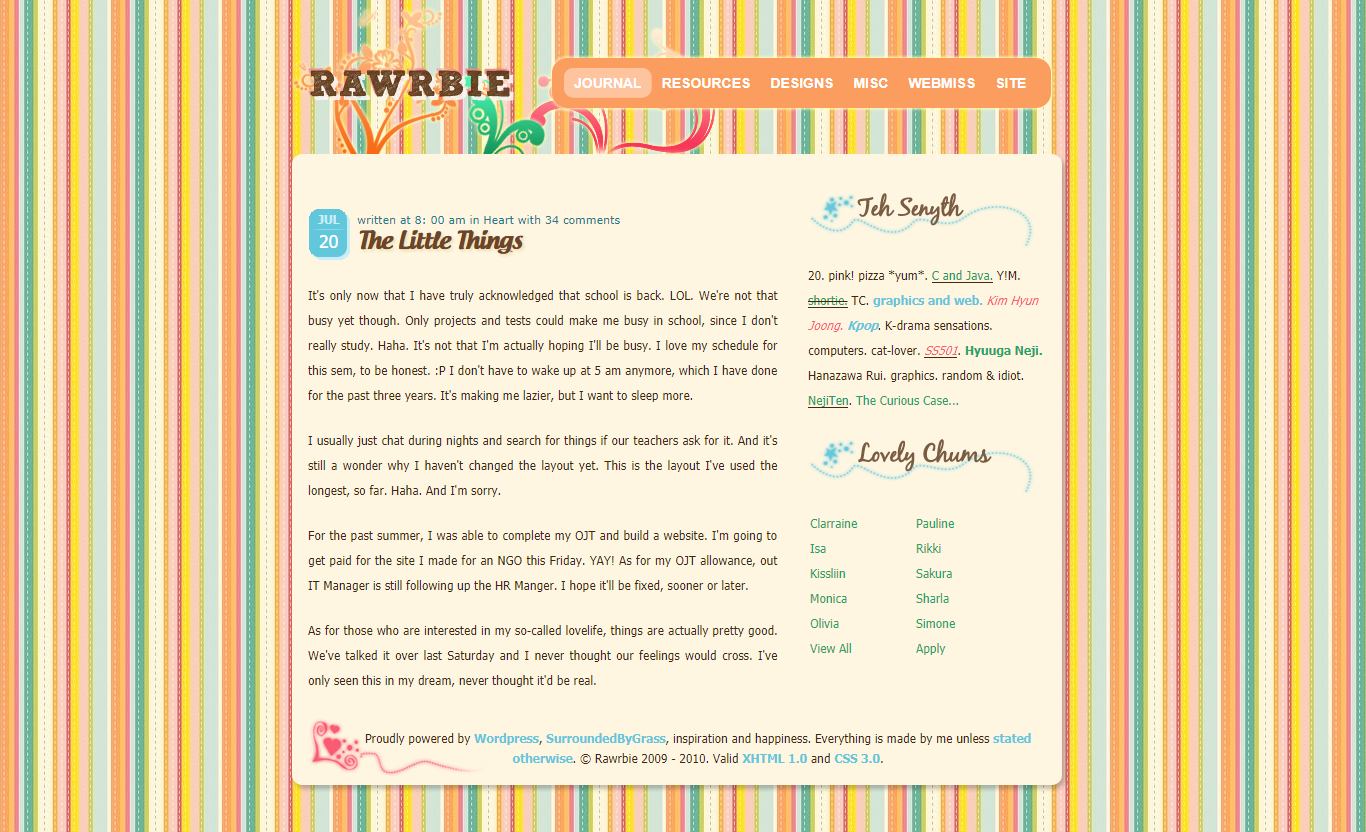 RAWRBIE
JOURNAL RESOURCES DESIGNS MISC WEBMISS SITE
JUL
20
written at 8: 00 am in Heart with 34 comments
The Little Things
It's only now that I have truly acknowledged that school is back. LOL. We're not that
busy yet though. Only projects and tests could make me busy in school, since I don't
really study. Haha. It's not that I'm actually hoping I'll be busy. I love my schedule for
this sem, to be honest. :P I don't have to wake up at 5 am anymore, which I have done
for the past three years. It's making me lazier, but I want to sleep more.
I usually just chat during nights and search for things if our teachers ask for it. And it's
still a wonder why I haven't changed the layout yet. This is the layout I've used the
longest, so far. Haha. And I'm sorry.
For the past summer, I was able to complete my OJT and build a website. I'm going to
get paid for the site I made for an NGO this Friday. YAY! As for my OJT allowance, out
IT Manager is still following up the HR Manger. I hope it'll be fixed, sooner or later.
As for those who are interested in my so-called lovelife, things are actually pretty good.
We've talked it over last Saturday and I never thought our feelings would cross. I've
only seen this in my dream, never thought it'd be real.
Teh Senyth
20. pink! pizza *yum*. C and Java. Y!M.
shortie. TC. graphics and web. Kim Hyun
Joong. Kpop. K-drama sensations.
computers. cat-lover. SS501. Hyuuga Neji.
Hanazawa Rui. graphics. random & idiot.
NejiTen. The Curious Case...
Lovely Chums
Clarraine Pauline
Isa Rikki
Kissliin Sakura
Monica Sharla
Olivia Simone
View All Apply
Proudly powered by Wordpress, SurroundedByGrass, inspiration and happiness. Everything is made by me unless stated
otherwise. © Rawrbie 2009 - 2010. Valid XHTML 1.0 and CSS 3.0.